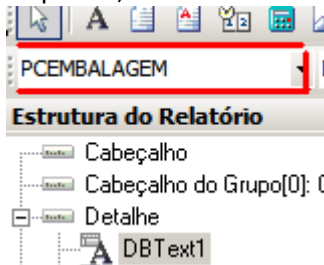 A
PCEMBALAGEM
Estrutura do Relatório
Cabeçalho
Cabeçalho do Grupo[0]:
Detalhe
A DBText1